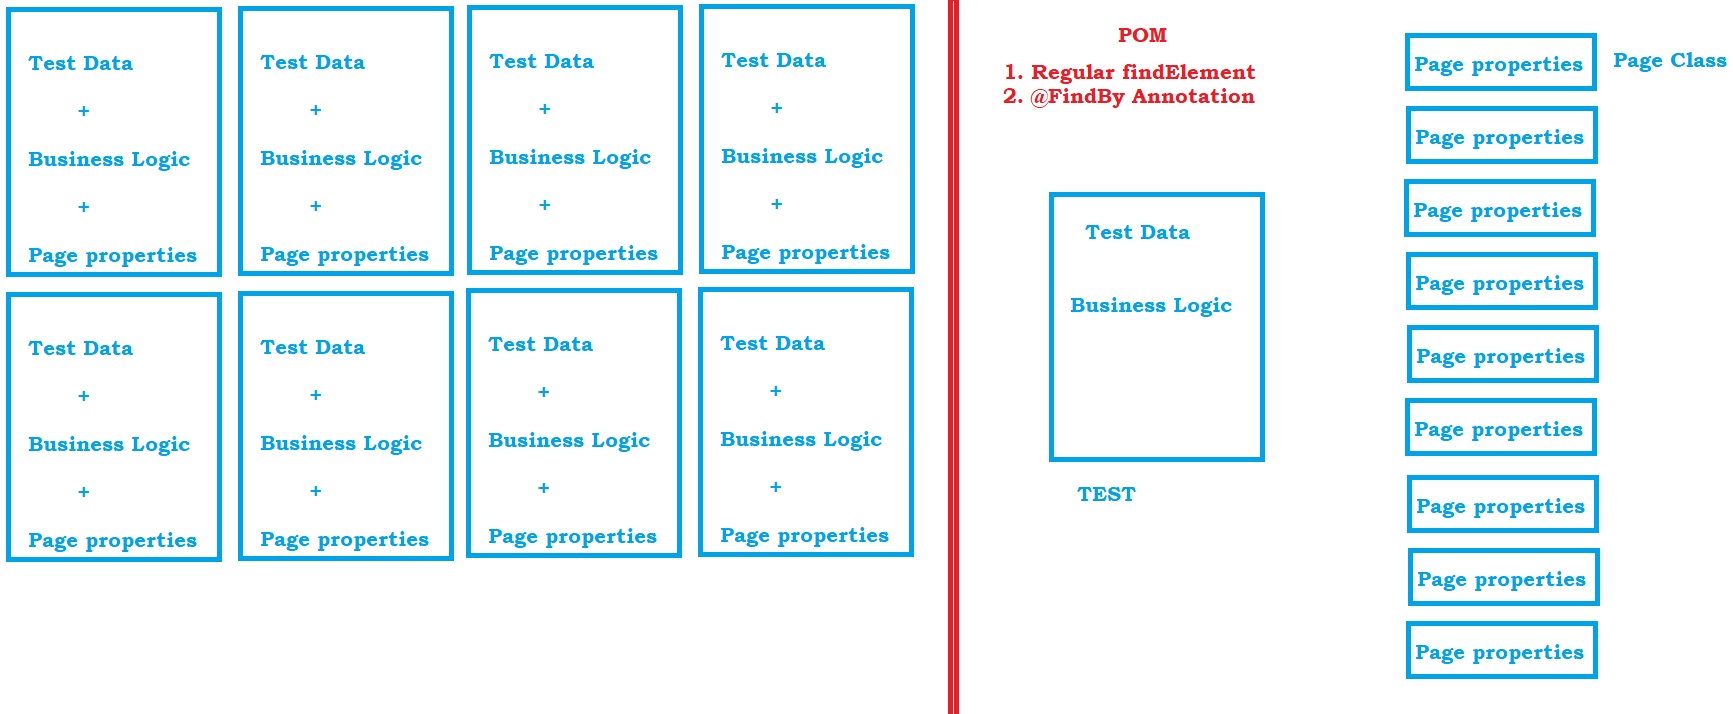 Test Data
+
Business Logic
+
Page properties
Test Data
+
Business Logic
+
Page properties
Test Data
+
Business Logic
+
Page properties
Test Data
+
Business Logic
+
Page properties
Test Data
+
Business Logic
+
Page properties
Test Data
+
Business Logic
+
Page properties
Test Data
+
Business Logic
+
Page properties
Test Data
+
Business Logic
+
Page properties
POM
1. Regular findElement
2. @FindBy Annotation
Test Data
Business Logic
TEST
Page properties
Page Class
Page properties
Page properties
Page properties
Page properties
Page properties
Page properties
Page properties
Page properties